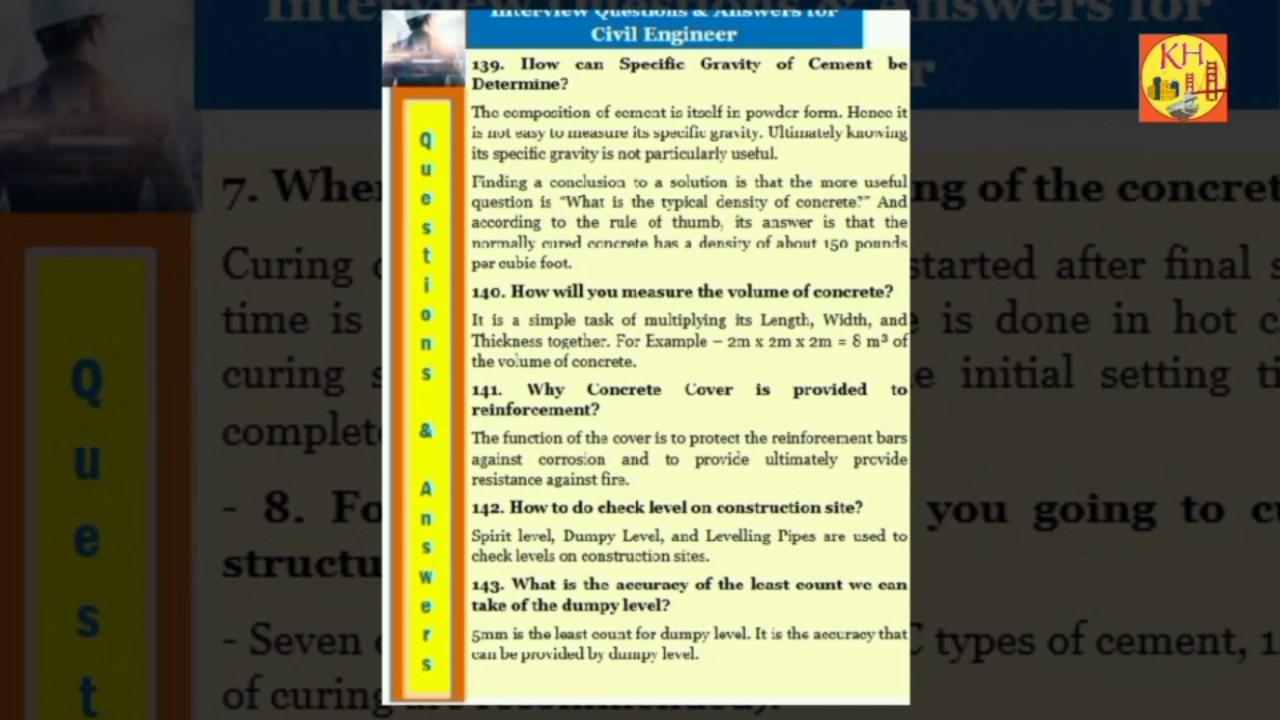 Interview Questions & Answers for
Civil Engineer
139. How can Specific Gravity of Cement be
Determine?
The composition of cement is itself in powder form. Hence it
is not easy to measure its specific gravity. Ultimately knowing
its specific gravity is not particularly useful.
Finding a conclusion to a solution is that the more useful
question is "What is the typical density of concrete?" And
according to the rule of thumb, its answer is that the
normally cured concrete has a density of about 150 pounds
par cubic foot.
140. How will you measure the volume of concrete?
It is a simple task of multiplying its Length, Width, and
Thickness together. For Example – 2m x 2m x 2m = 8 m³ of
the volume of concrete.
141. Why Concrete Cover is provided to
reinforcement?
The function of the cover is to protect the reinforcement bars
against corrosion and to provide ultimately provide
resistance against fire.
142. How to do check level on construction site?
Spirit level, Dumpy Level, and Levelling Pipes are used to
check levels on construction sites.
143. What is the accuracy of the least count we can
take of the dumpy level?
5mm is the least count for dumpy level. It is the accuracy that
can be provided by dumpy level.
Questions & Answers
KH
7. ng of the concret
Curing started after final
time is is done in hot
curing initial setting
complet
- 8. you going to
structu
- Seven types of cement,
of curing
Quest